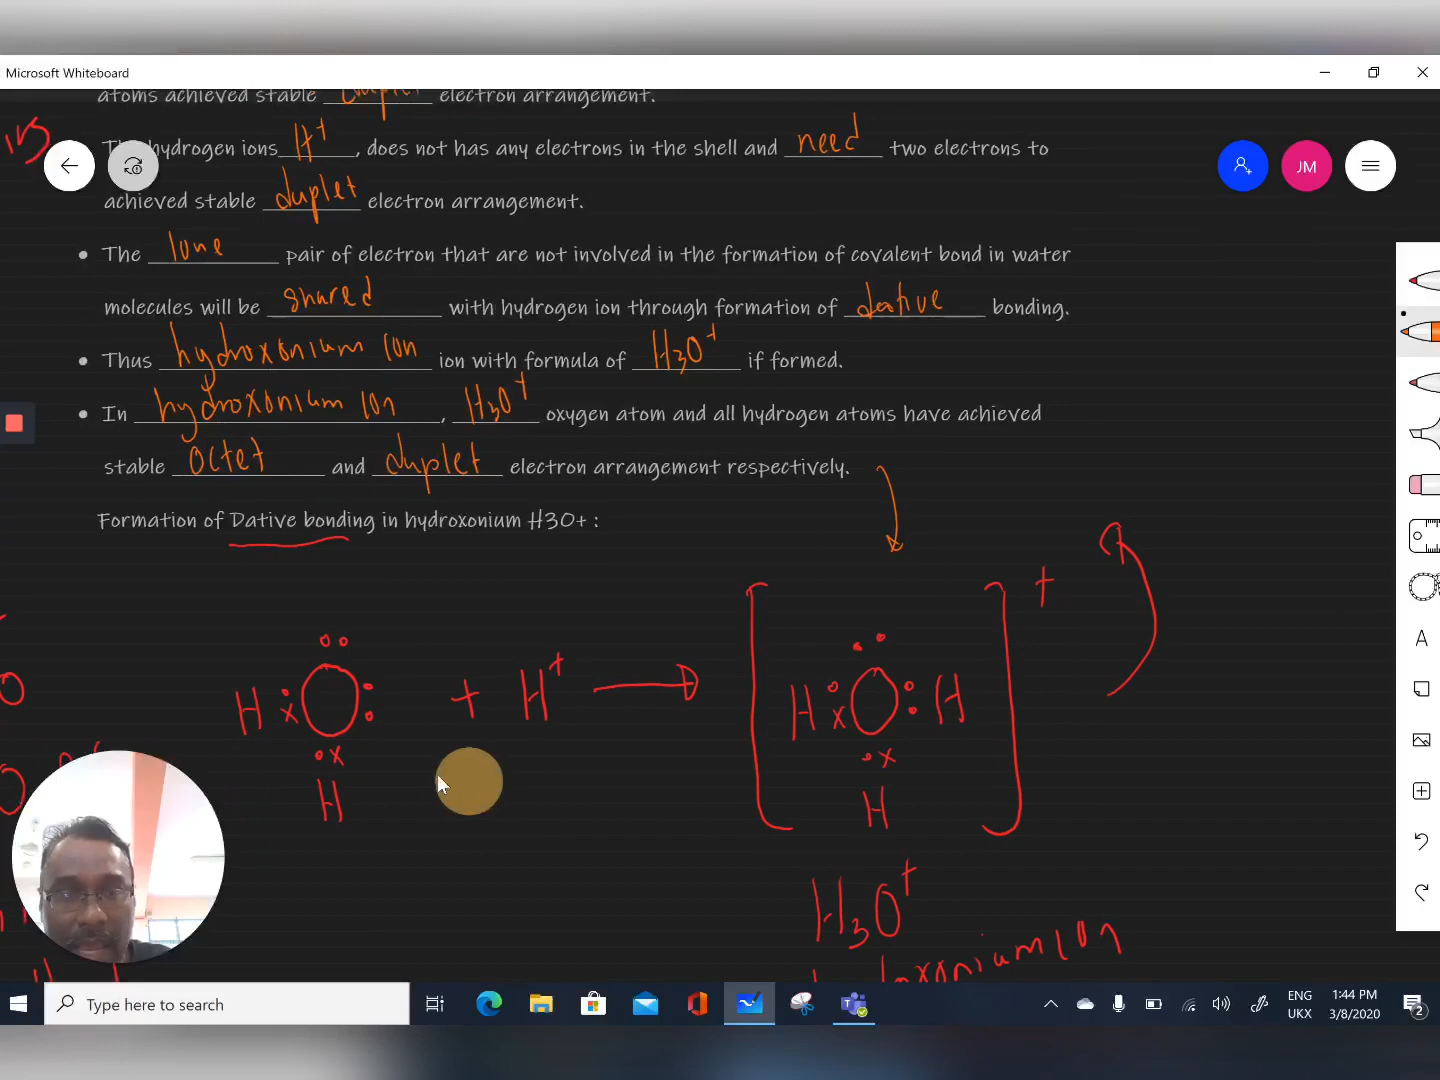 Microsoft Whiteboard
atoms achieved stable duplet electron arrangement.
hydrogen ions H+, does not has any electrons in the shell and need two electrons to
achieved stable duplet electron arrangement.
JM
• The lone pair of electron that are not involved in the formation of covalent bond in water
molecules will be shared with hydrogen ion through formation of dative bonding.
• Thus hydroxonium ion ion with formula of H3O+ if formed.
• In hydroxonium ion, H3O+ oxygen atom and all hydrogen atoms have achieved
stable octet and duplet electron arrangement respectively.
Formation of Dative bonding in hydroxonium H3O+ :
H x O + H+ → [H x O H]+
x x
H H
H3O+
ion
A
Type here to search
ENG
UKX
1:44 PM
3/8/2020
2